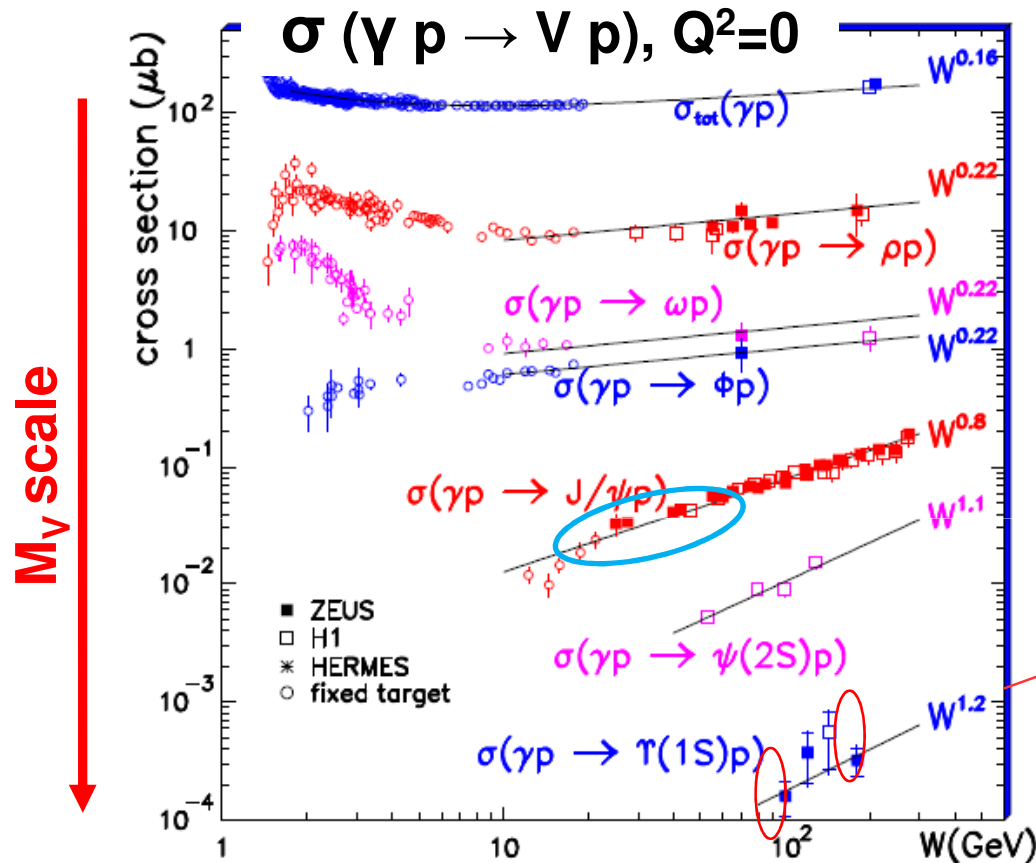 σ (γ p → V p), Q²=0
cross section (μb)
M_V scale
10²
10
1
10⁻¹
10⁻²
10⁻³
10⁻⁴
W^0.16
σ_tot(γp)
W^0.22
σ(γp → ρp)
W^0.22
σ(γp → ωp)
W^0.22
σ(γp → Φp)
W^0.8
σ(γp → J/ψp)
W^1.1
σ(γp → ψ(2S)p)
W^1.2
σ(γp → Υ(1S)p)
■ ZEUS
□ H1
✳ HERMES
○ fixed target
1 10 10² W(GeV)